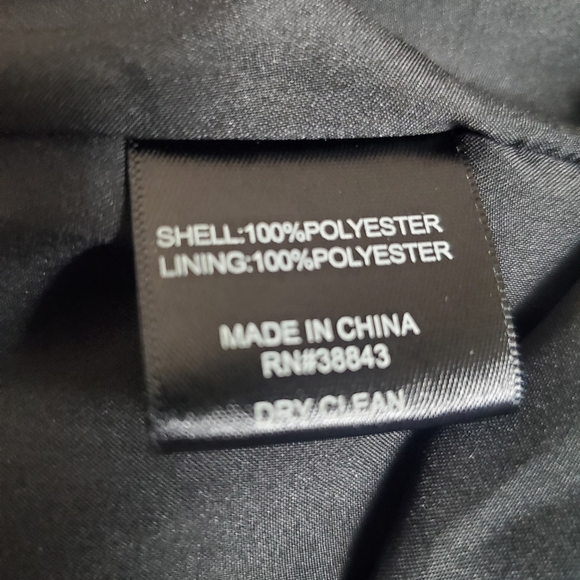 SHELL:100%POLYESTER
LINING:100%POLYESTER
MADE IN CHINA
RN#38843
DRY CLEAN